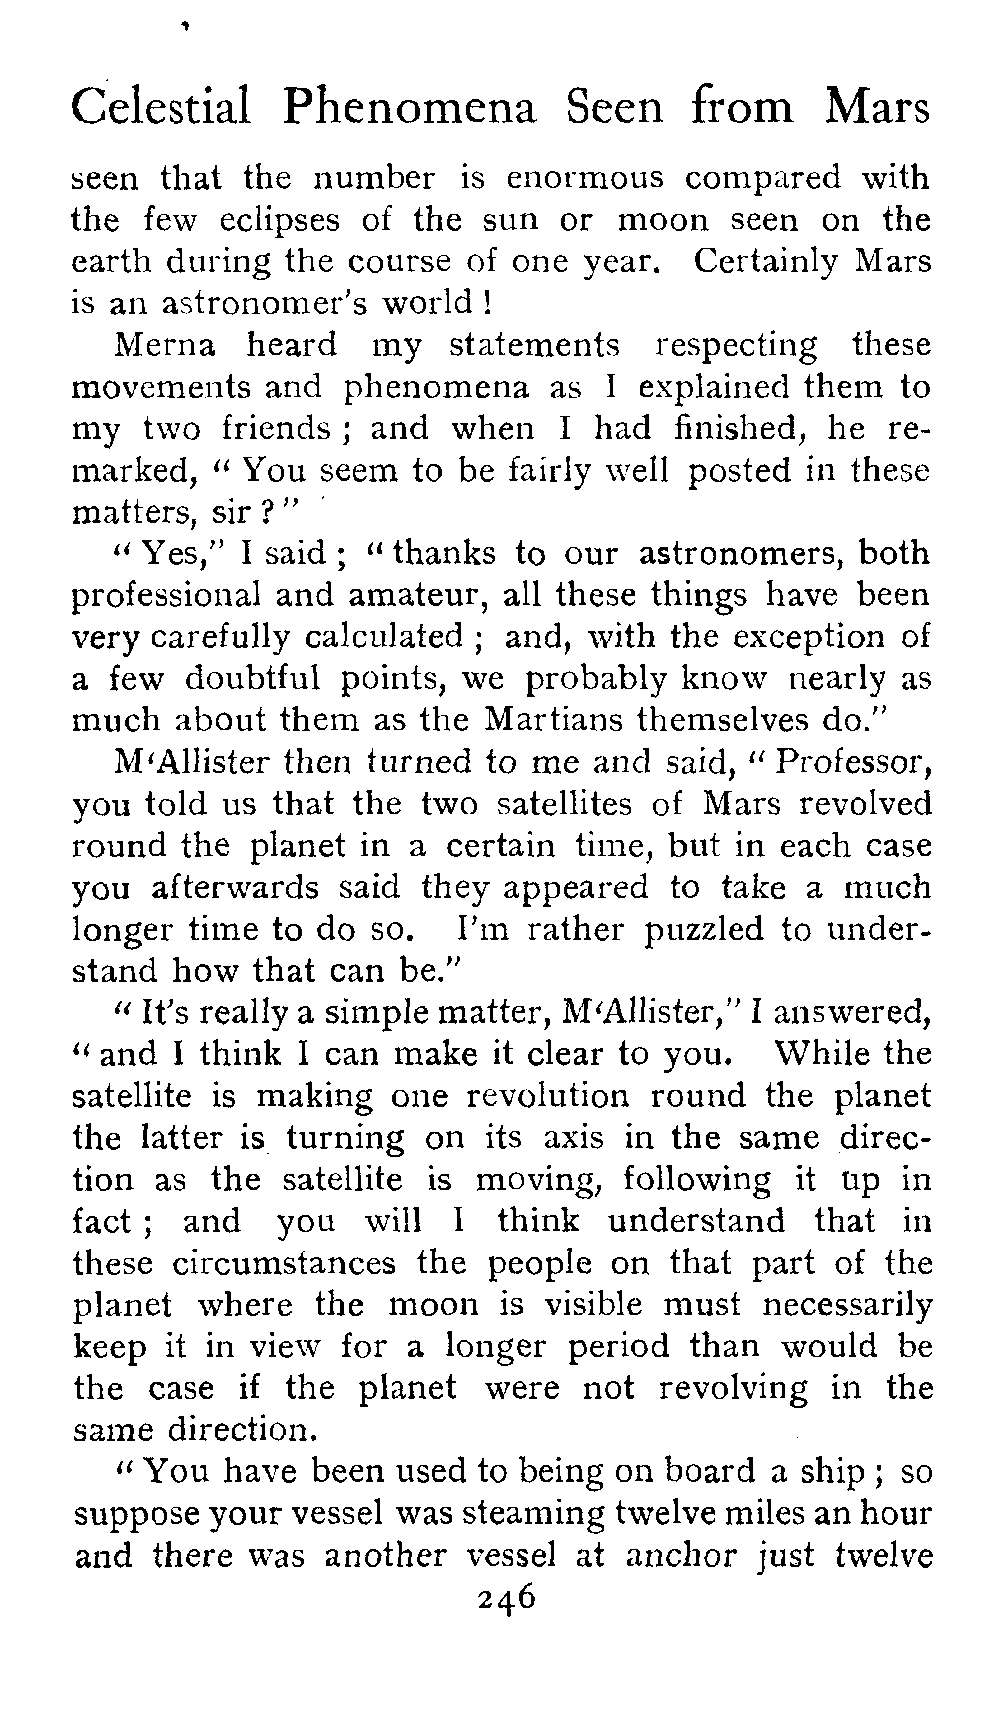 Celestial Phenomena Seen from Mars
seen that the number is enormous compared with
the few eclipses of the sun or moon seen on the
earth during the course of one year. Certainly Mars
is an astronomer's world !
Merna heard my statements respecting these
movements and phenomena as I explained them to
my two friends ; and when I had finished, he re-
marked, “ You seem to be fairly well posted in these
matters, sir ? ”
“ Yes,” I said ; “ thanks to our astronomers, both
professional and amateur, all these things have been
very carefully calculated ; and, with the exception of
a few doubtful points, we probably know nearly as
much about them as the Martians themselves do.”
M‘Allister then turned to me and said, “ Professor,
you told us that the two satellites of Mars revolved
round the planet in a certain time, but in each case
you afterwards said they appeared to take a much
longer time to do so. I'm rather puzzled to under-
stand how that can be.”
“ It's really a simple matter, M‘Allister,” I answered,
“ and I think I can make it clear to you. While the
satellite is making one revolution round the planet
the latter is turning on its axis in the same direc-
tion as the satellite is moving, following it up in
fact ; and you will I think understand that in
these circumstances the people on that part of the
planet where the moon is visible must necessarily
keep it in view for a longer period than would be
the case if the planet were not revolving in the
same direction.
“ You have been used to being on board a ship ; so
suppose your vessel was steaming twelve miles an hour
and there was another vessel at anchor just twelve
246